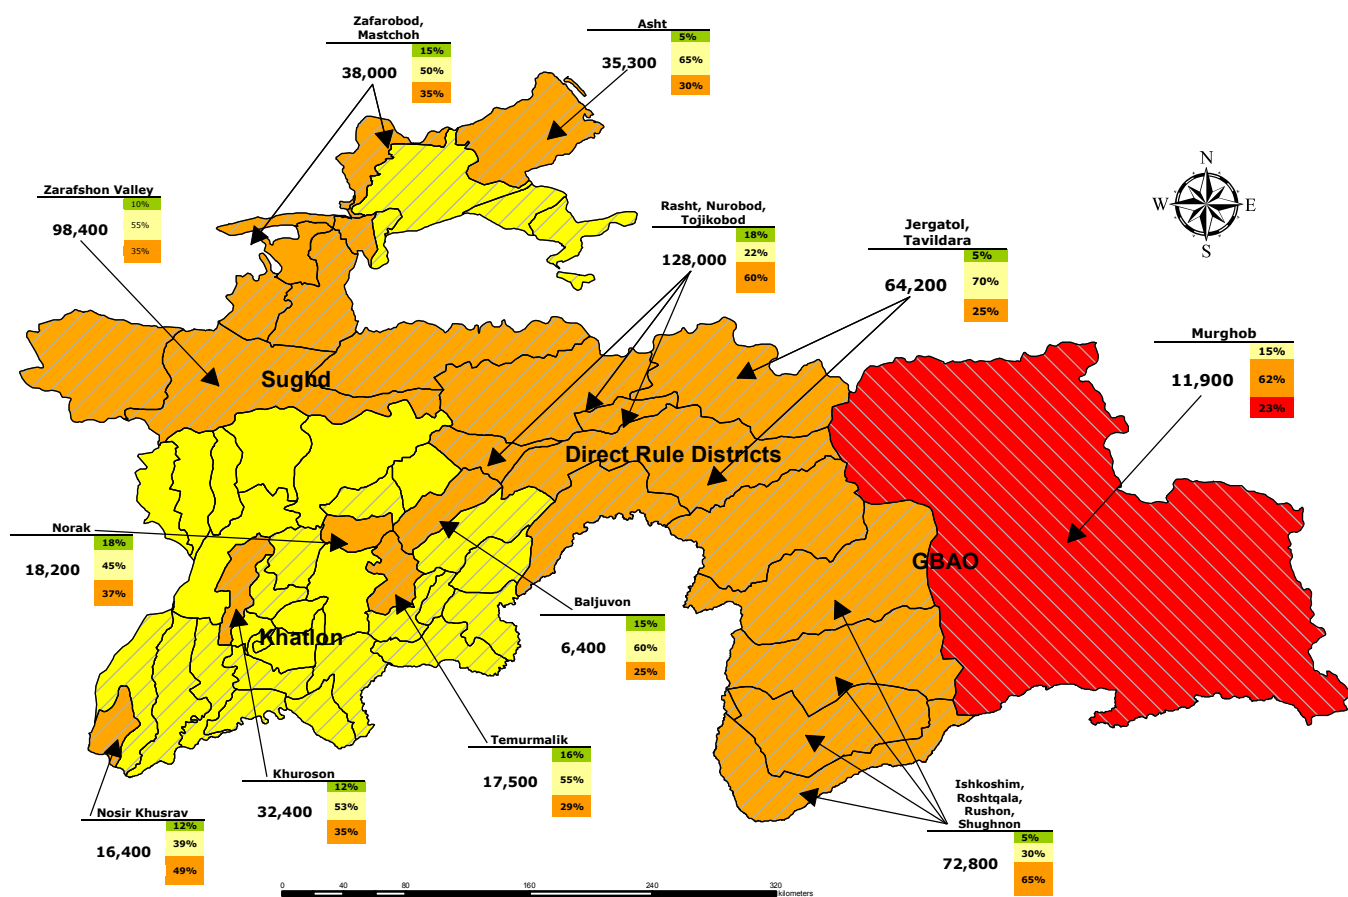 Zafarobod,
Mastchoh
38,000
15%
50%
35%
Asht
35,300
5%
65%
30%
Zarafshon Valley
98,400
10%
55%
35%
Rasht, Nurobod,
Tojikobod
128,000
18%
22%
60%
Jergatol,
Tavildara
64,200
5%
70%
25%
N
W
E
S
Murghob
11,900
15%
62%
23%
Sughd
Direct Rule Districts
GBAO
Khatlon
Norak
18,200
18%
45%
37%
Baljuvon
6,400
15%
60%
25%
Temurmalik
17,500
16%
55%
29%
Khuroson
32,400
12%
53%
35%
Nosir Khusrav
16,400
12%
39%
49%
Ishkoshim,
Roshtqala,
Rushon,
Shughnon
72,800
5%
30%
65%
0 40 80 160 240 320
kilometers